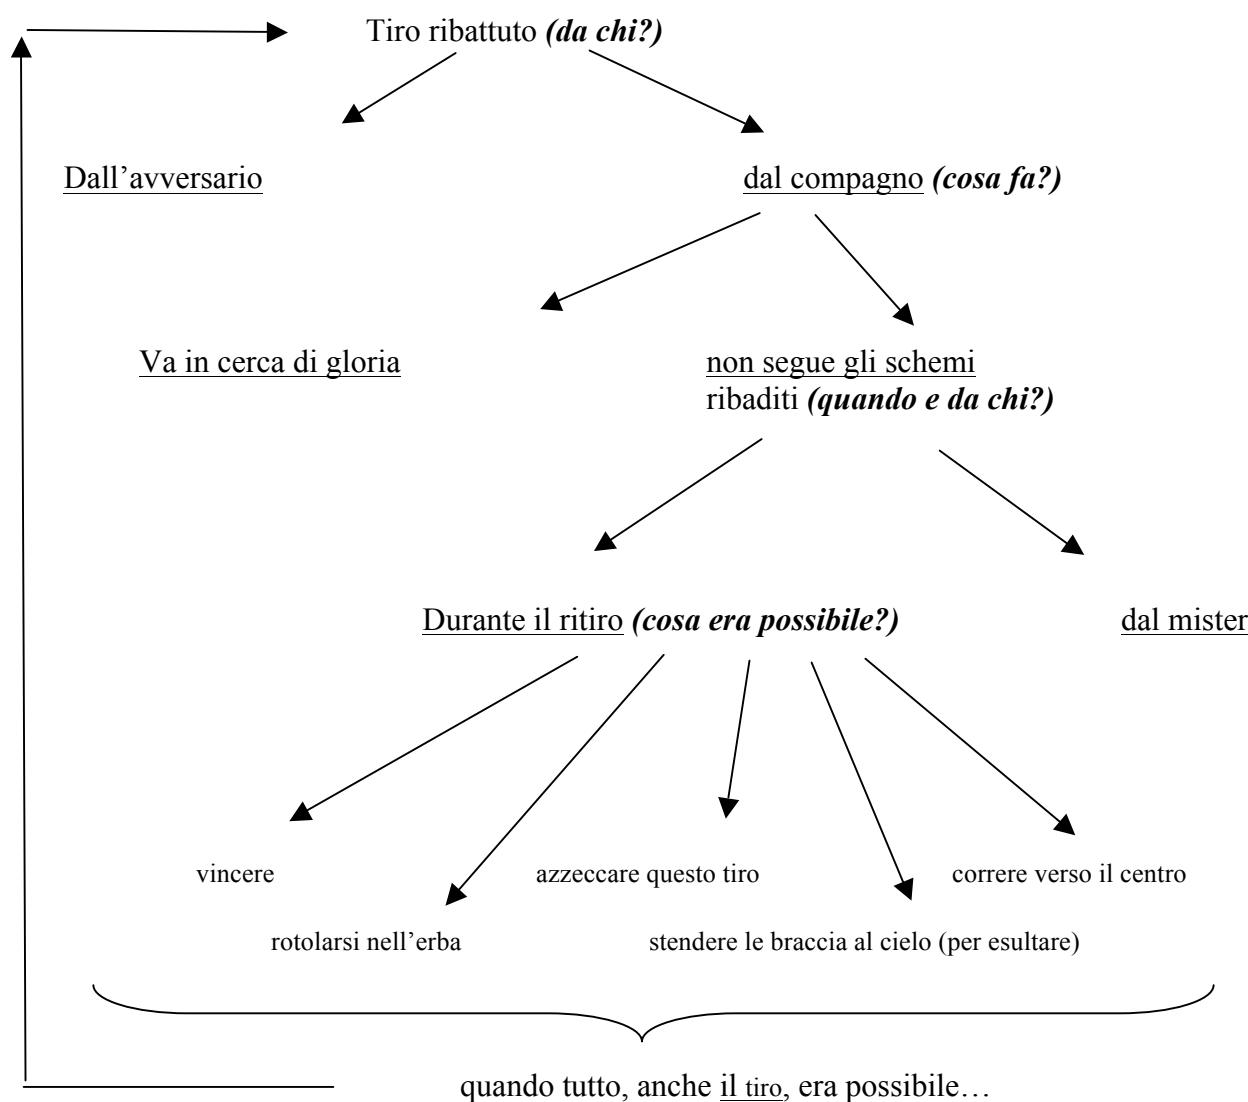 Tiro ribattuto (da chi?)
Dall’avversario
dal compagno (cosa fa?)
Va in cerca di gloria
non segue gli schemi
ribaditi (quando e da chi?)
Durante il ritiro (cosa era possibile?)
dal mister
vincere
azzeccare questo tiro
correre verso il centro
rotolarsi nell’erba
stendere le braccia al cielo (per esultare)
quando tutto, anche il tiro, era possibile…